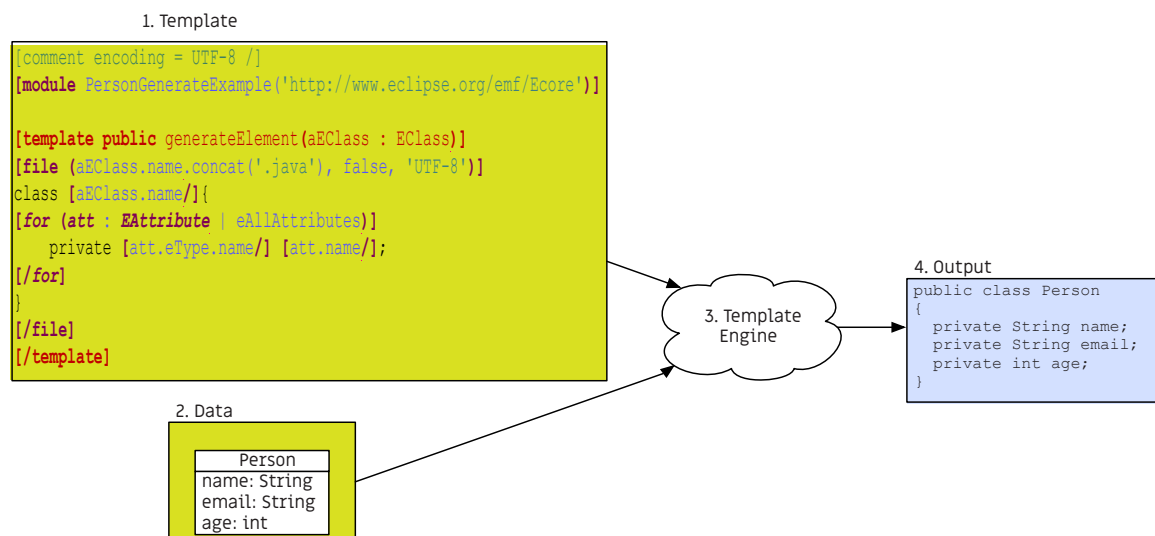 1. Template
[comment encoding = UTF-8 /]
[module PersonGenerateExample('http://www.eclipse.org/emf/Ecore')]
[template public generateElement(aEClass : EClass)]
[file (aEClass.name.concat('.java'), false, 'UTF-8')]
class [aEClass.name/]{
[for (att : EAttribute | eAllAttributes)]
private [att.eType.name/] [att.name/];
[/for]
}
[/file]
[/template]
2. Data
Person
name: String
email: String
age: int
3. Template
Engine
4. Output
public class Person
{
private String name;
private String email;
private int age;
}